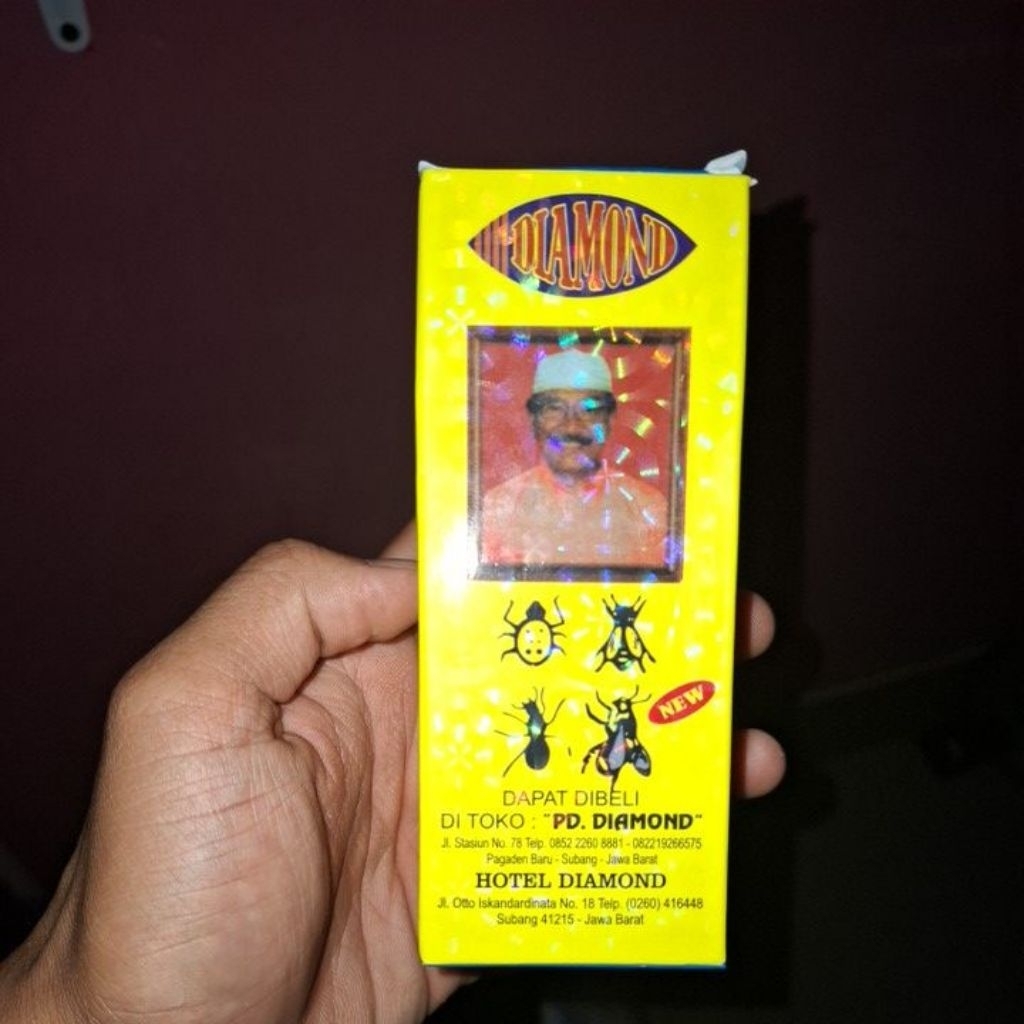 DIAMOND
NEW
DAPAT DIBELI
DI TOKO : "PD. DIAMOND"
Jl. Stasiun No. 78 Telp. 0852 2260 8881 - 082219266575
Pagaden Baru - Subang - Jawa Barat
HOTEL DIAMOND
Jl. Otto Iskandardinata No. 18 Telp. (0260) 416448
Subang 41215 - Jawa Barat